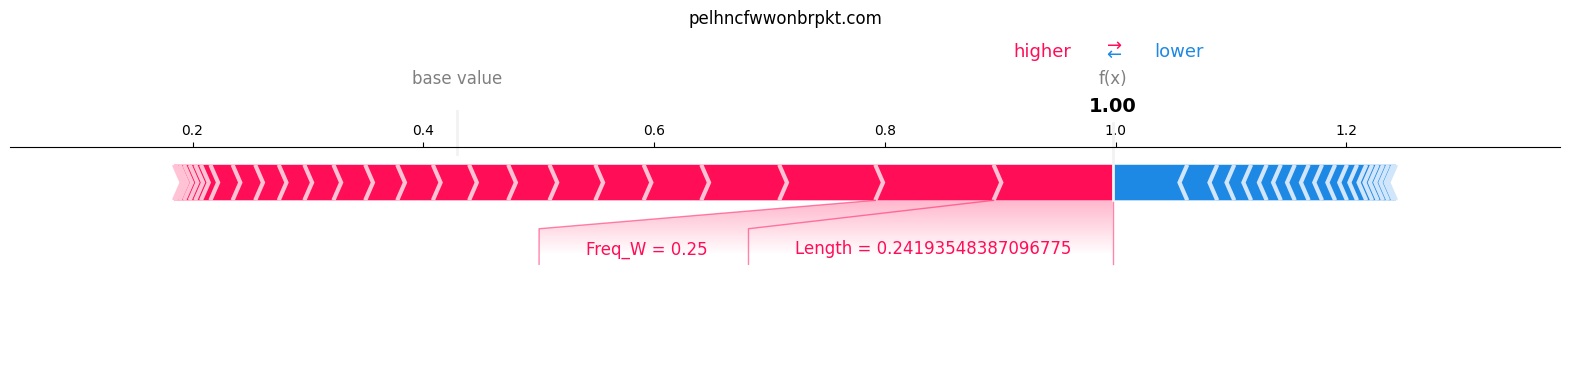 pelhncfwwonbrpkt.com
higher ⇄ lower
base value f(x)
1.00
0.2 0.4 0.6 0.8 1.0 1.2
Freq_W = 0.25 Length = 0.24193548387096775